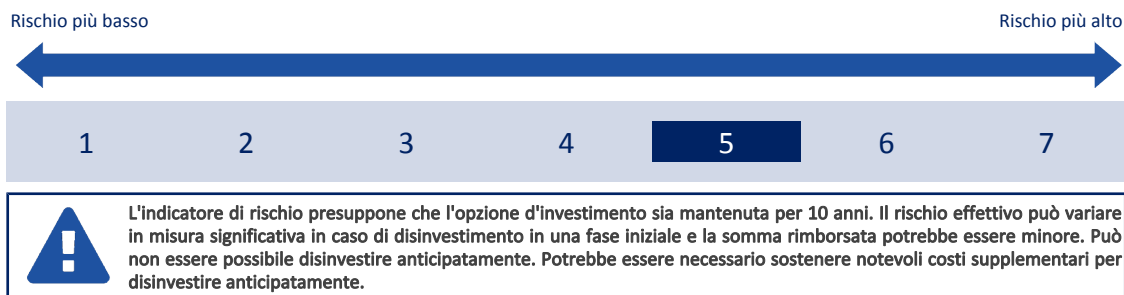 Rischio più basso Rischio più alto
1 2 3 4 5 6 7
L'indicatore di rischio presuppone che l'opzione d'investimento sia mantenuta per 10 anni. Il rischio effettivo può variare
in misura significativa in caso di disinvestimento in una fase iniziale e la somma rimborsata potrebbe essere minore. Può
non essere possibile disinvestire anticipatamente. Potrebbe essere necessario sostenere notevoli costi supplementari per
disinvestire anticipatamente.